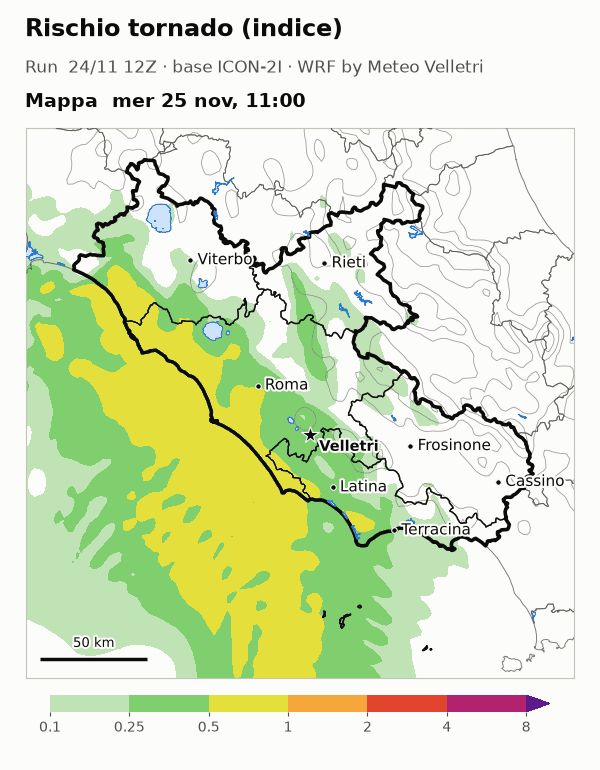 Rischio tornado (indice)
Run 24/11 12Z · base ICON-2I · WRF by Meteo Velletri
Mappa mer 25 nov, 11:00
Viterbo
Rieti
Roma
Velletri
Frosinone
Latina
Cassino
Terracina
50 km
0.1 0.25 0.5 1 2 4 8